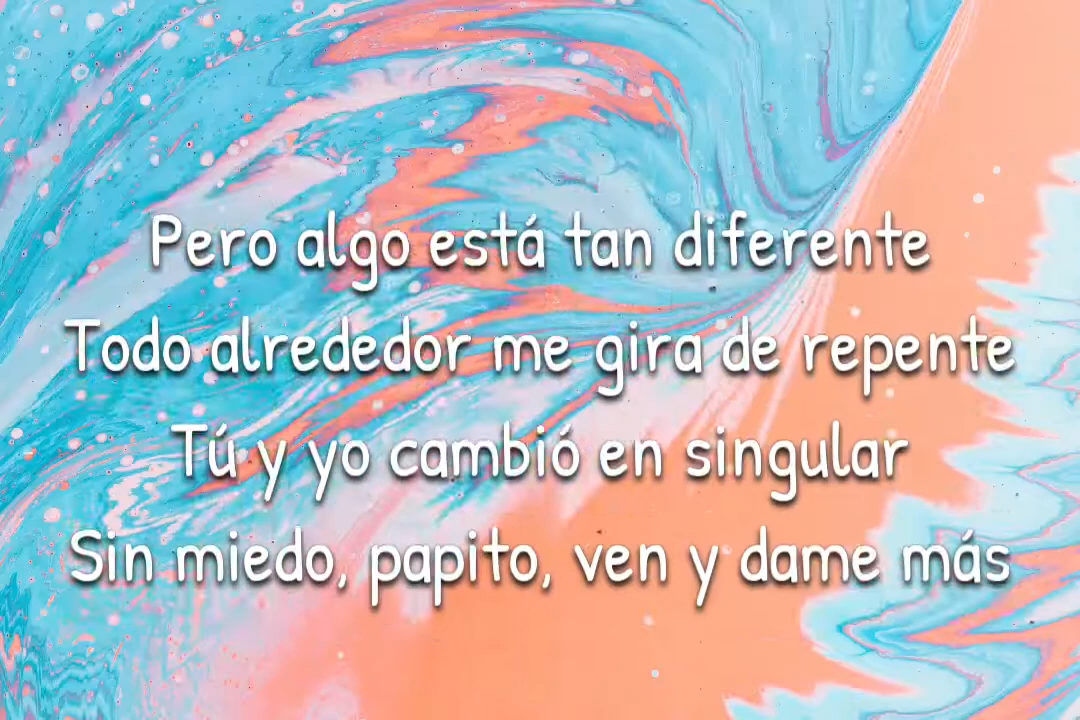 Pero algo está tan diferente
Todo alrededor me gira de repente
Tú y yo cambió en singular
Sin miedo, papito, ven y dame más